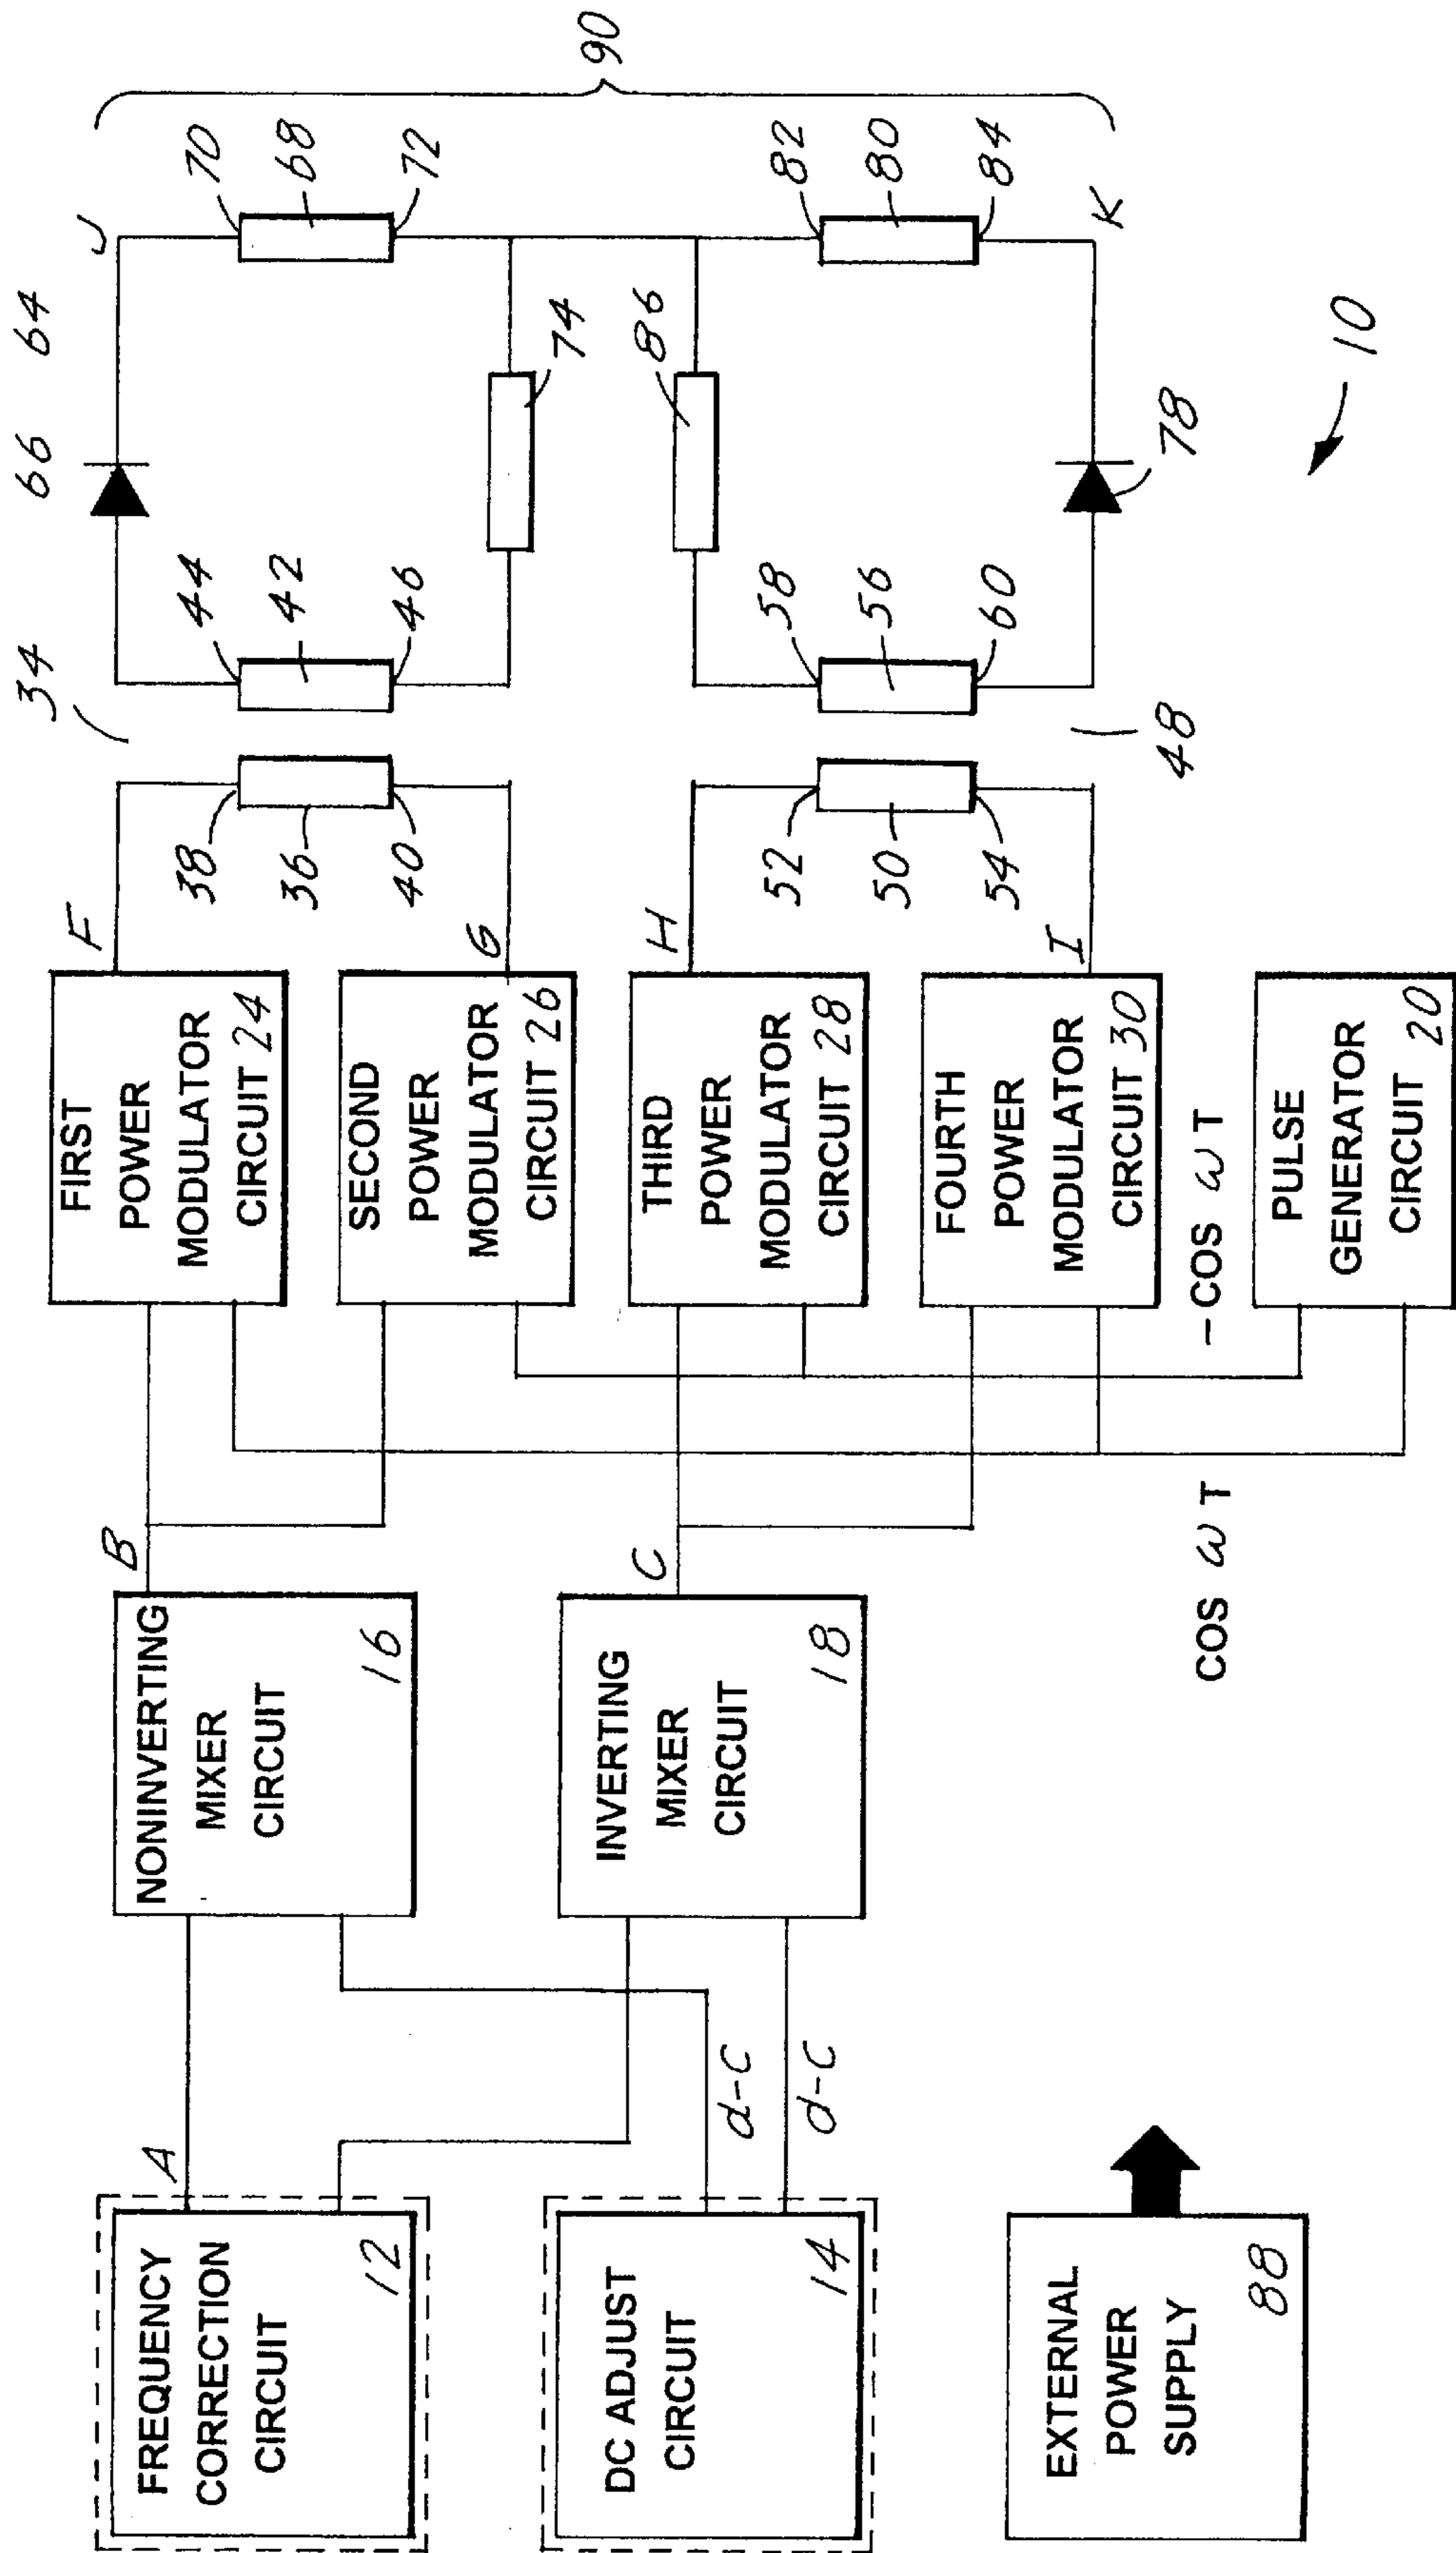 FREQUENCY
CORRECTION
CIRCUIT
12
A
DC ADJUST
CIRCUIT
14
d-c
d-c
EXTERNAL
POWER
SUPPLY
88
NONINVERTING
MIXER
CIRCUIT
16
B
INVERTING
MIXER
CIRCUIT
18
C
COS ω T
- COS ω T
FIRST
POWER
MODULATOR
CIRCUIT 24
F
SECOND
POWER
MODULATOR
CIRCUIT 26
G
THIRD
POWER
MODULATOR
CIRCUIT 28
H
FOURTH
POWER
MODULATOR
CIRCUIT 30
I
PULSE
GENERATOR
CIRCUIT
20
34
38
36
40
44
42
46
52
50
54
58
56
60
48
66
64
74
86
78
J
70
68
72
82
80
84
K
90
10